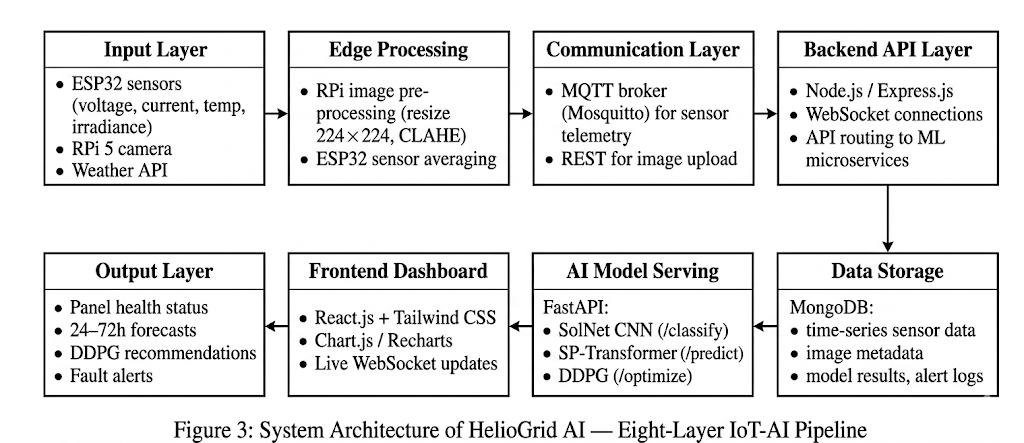 Input Layer
• ESP32 sensors
(voltage, current, temp,
irradiance)
• RPi 5 camera
• Weather API
Edge Processing
• RPi image pre-
processing (resize
224×224, CLAHE)
• ESP32 sensor averaging
Communication Layer
• MQTT broker
(Mosquitto) for sensor
telemetry
• REST for image upload
Backend API Layer
• Node.js / Express.js
• WebSocket connections
• API routing to ML
microservices
Output Layer
• Panel health status
• 24–72h forecasts
• DDPG recommendations
• Fault alerts
Frontend Dashboard
• React.js + Tailwind CSS
• Chart.js / Recharts
• Live WebSocket updates
AI Model Serving
FastAPI:
• SolNet CNN (/classify)
• SP-Transformer (/predict)
• DDPG (/optimize)
Data Storage
MongoDB:
• time-series sensor data
• image metadata
• model results, alert logs
Figure 3: System Architecture of HelioGrid AI — Eight-Layer IoT-AI Pipeline